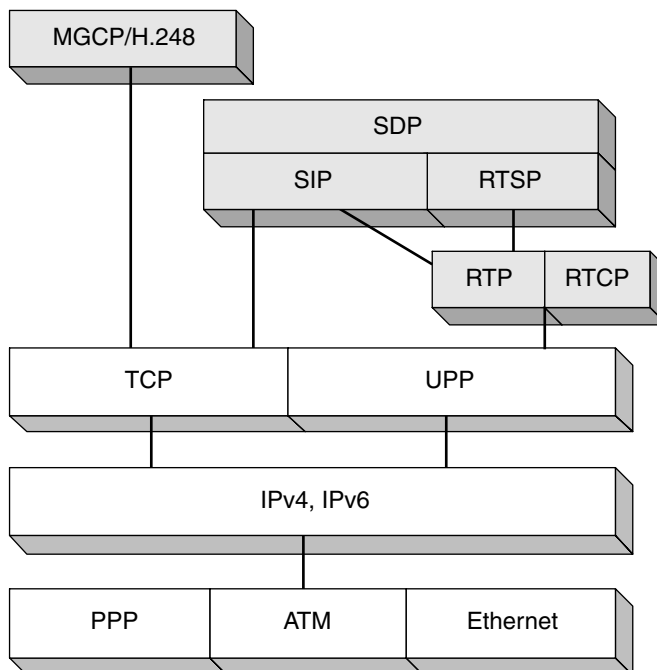 MGCP/H.248
SDP
SIP RTSP
RTP RTCP
TCP UPP
IPv4, IPv6
PPP ATM Ethernet